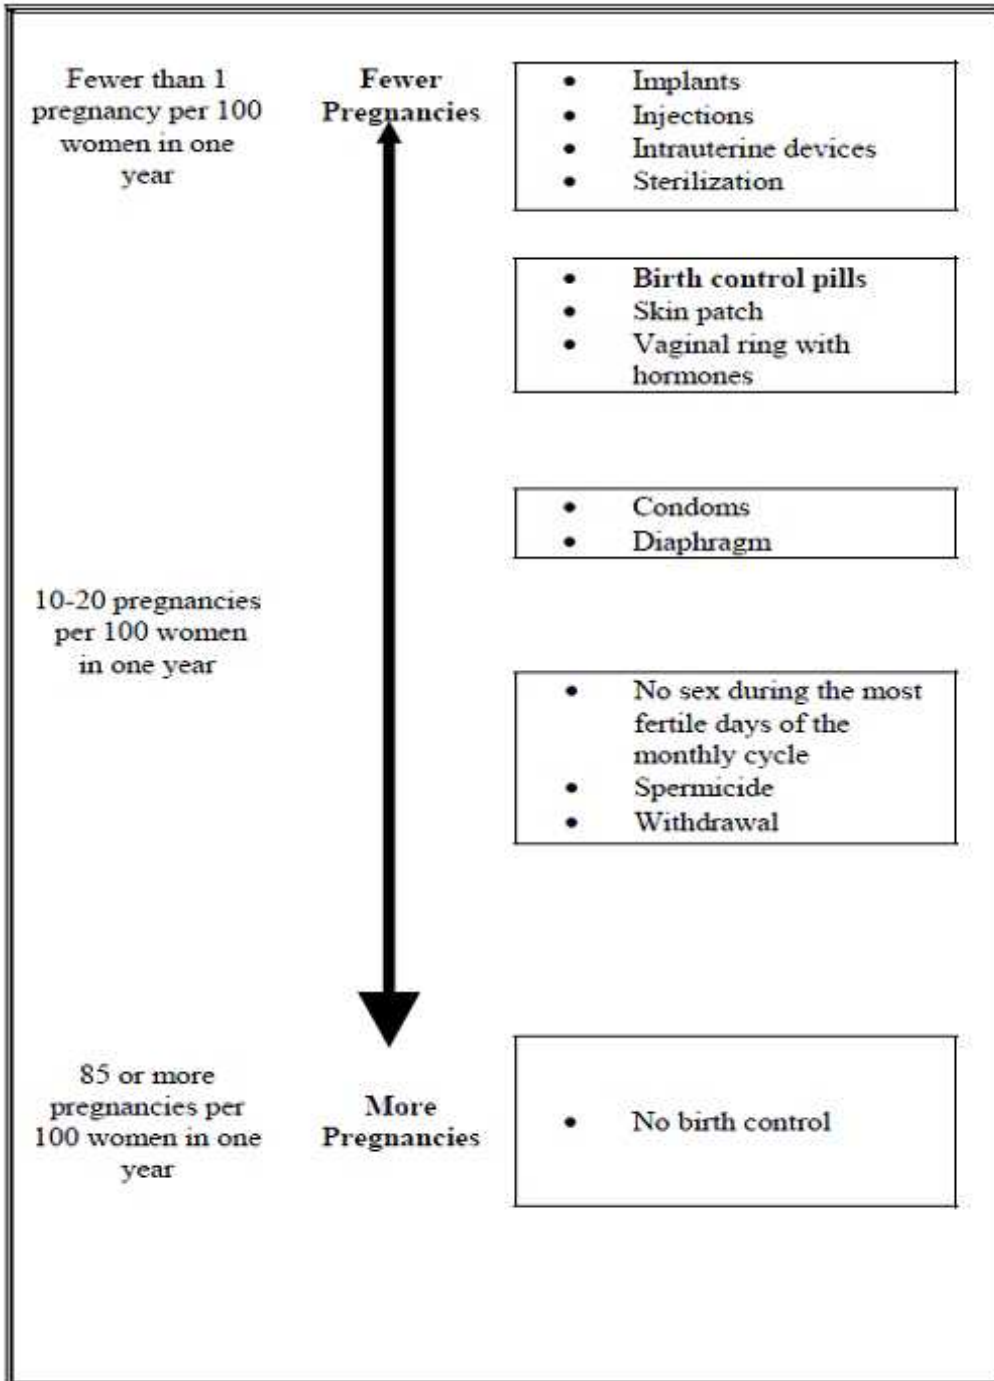 Fewer than 1
pregnancy per 100
women in one
year
Fewer
Pregnancies
• Implants
• Injections
• Intrauterine devices
• Sterilization
• Birth control pills
• Skin patch
• Vaginal ring with
hormones
• Condoms
• Diaphragm
10-20 pregnancies
per 100 women
in one year
• No sex during the most
fertile days of the
monthly cycle
• Spermicide
• Withdrawal
85 or more
pregnancies per
100 women in one
year
More
Pregnancies
• No birth control